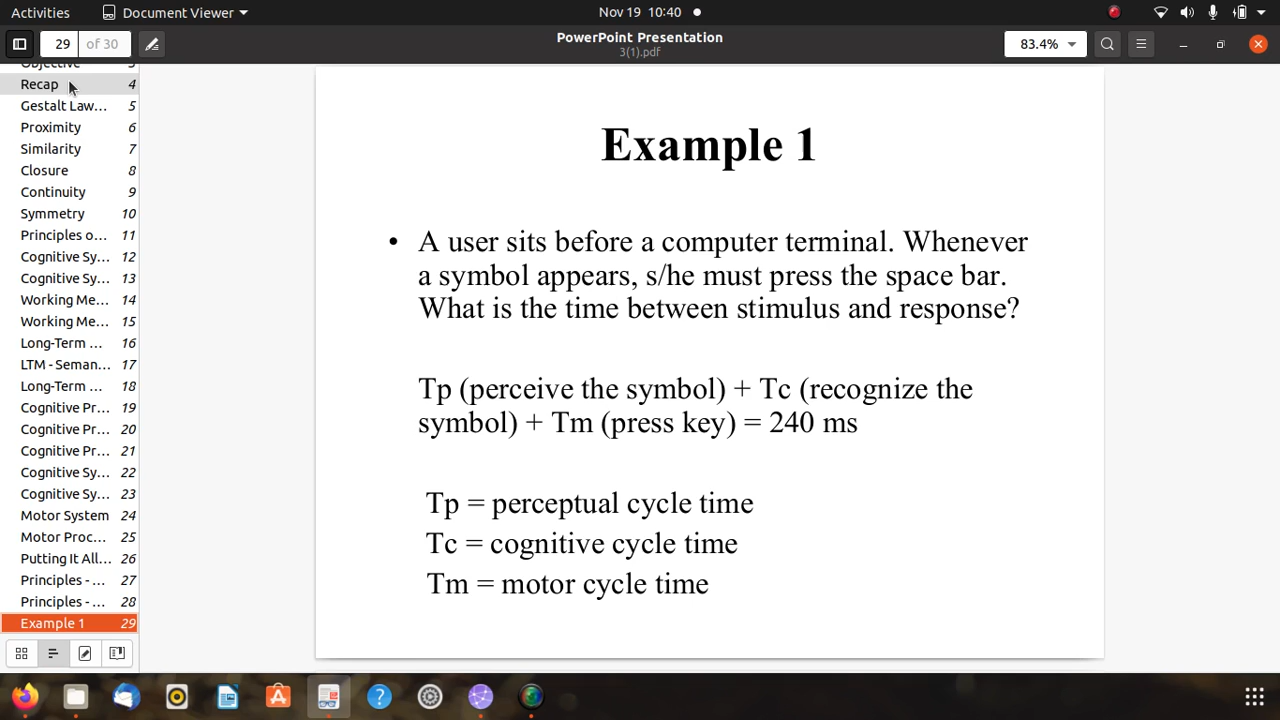 Activities
Document Viewer
Nov 19 10:40
29 of 30
PowerPoint Presentation
3(1).pdf
83.4%
Objective 3
Recap 4
Gestalt Law... 5
Proximity 6
Similarity 7
Closure 8
Continuity 9
Symmetry 10
Principles o... 11
Cognitive Sy... 12
Cognitive Sy... 13
Working Me... 14
Working Me... 15
Long-Term ... 16
LTM - Seman... 17
Long-Term ... 18
Cognitive Pr... 19
Cognitive Pr... 20
Cognitive Pr... 21
Cognitive Sy... 22
Cognitive Sy... 23
Motor System 24
Motor Proc... 25
Putting It All... 26
Principles - ... 27
Principles - ... 28
Example 1 29
Example 1
• A user sits before a computer terminal. Whenever
a symbol appears, s/he must press the space bar.
What is the time between stimulus and response?
Tp (perceive the symbol) + Tc (recognize the
symbol) + Tm (press key) = 240 ms
Tp = perceptual cycle time
Tc = cognitive cycle time
Tm = motor cycle time